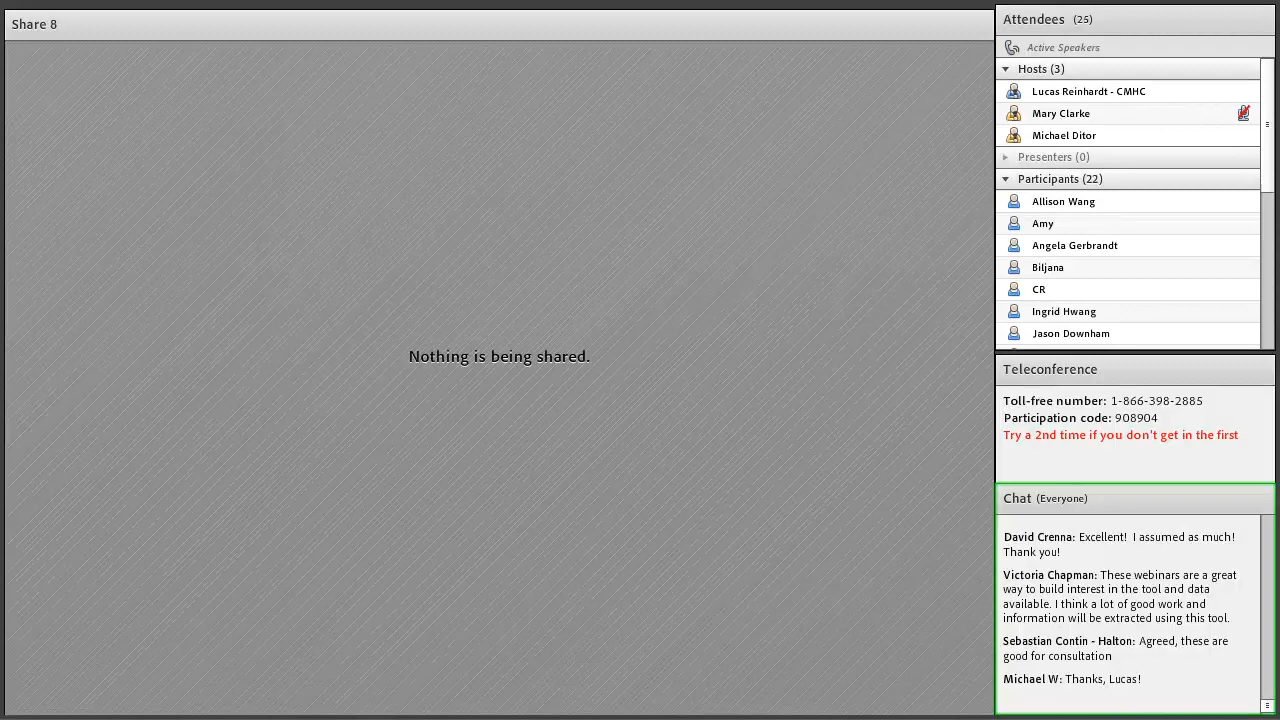 Share 8
Nothing is being shared.
Attendees (25)
Active Speakers
Hosts (3)
Lucas Reinhardt - CMHC
Mary Clarke
Michael Ditor
Presenters (0)
Participants (22)
Allison Wang
Amy
Angela Gerbrandt
Biljana
CR
Ingrid Hwang
Jason Downham
Teleconference
Toll-free number: 1-866-398-2885
Participation code: 908904
Try a 2nd time if you don't get in the first
Chat (Everyone)
David Crenna: Excellent! I assumed as much!
Thank you!
Victoria Chapman: These webinars are a great
way to build interest in the tool and data
available. I think a lot of good work and
information will be extracted using this tool.
Sebastian Contin - Halton: Agreed, these are
good for consultation
Michael W: Thanks, Lucas!